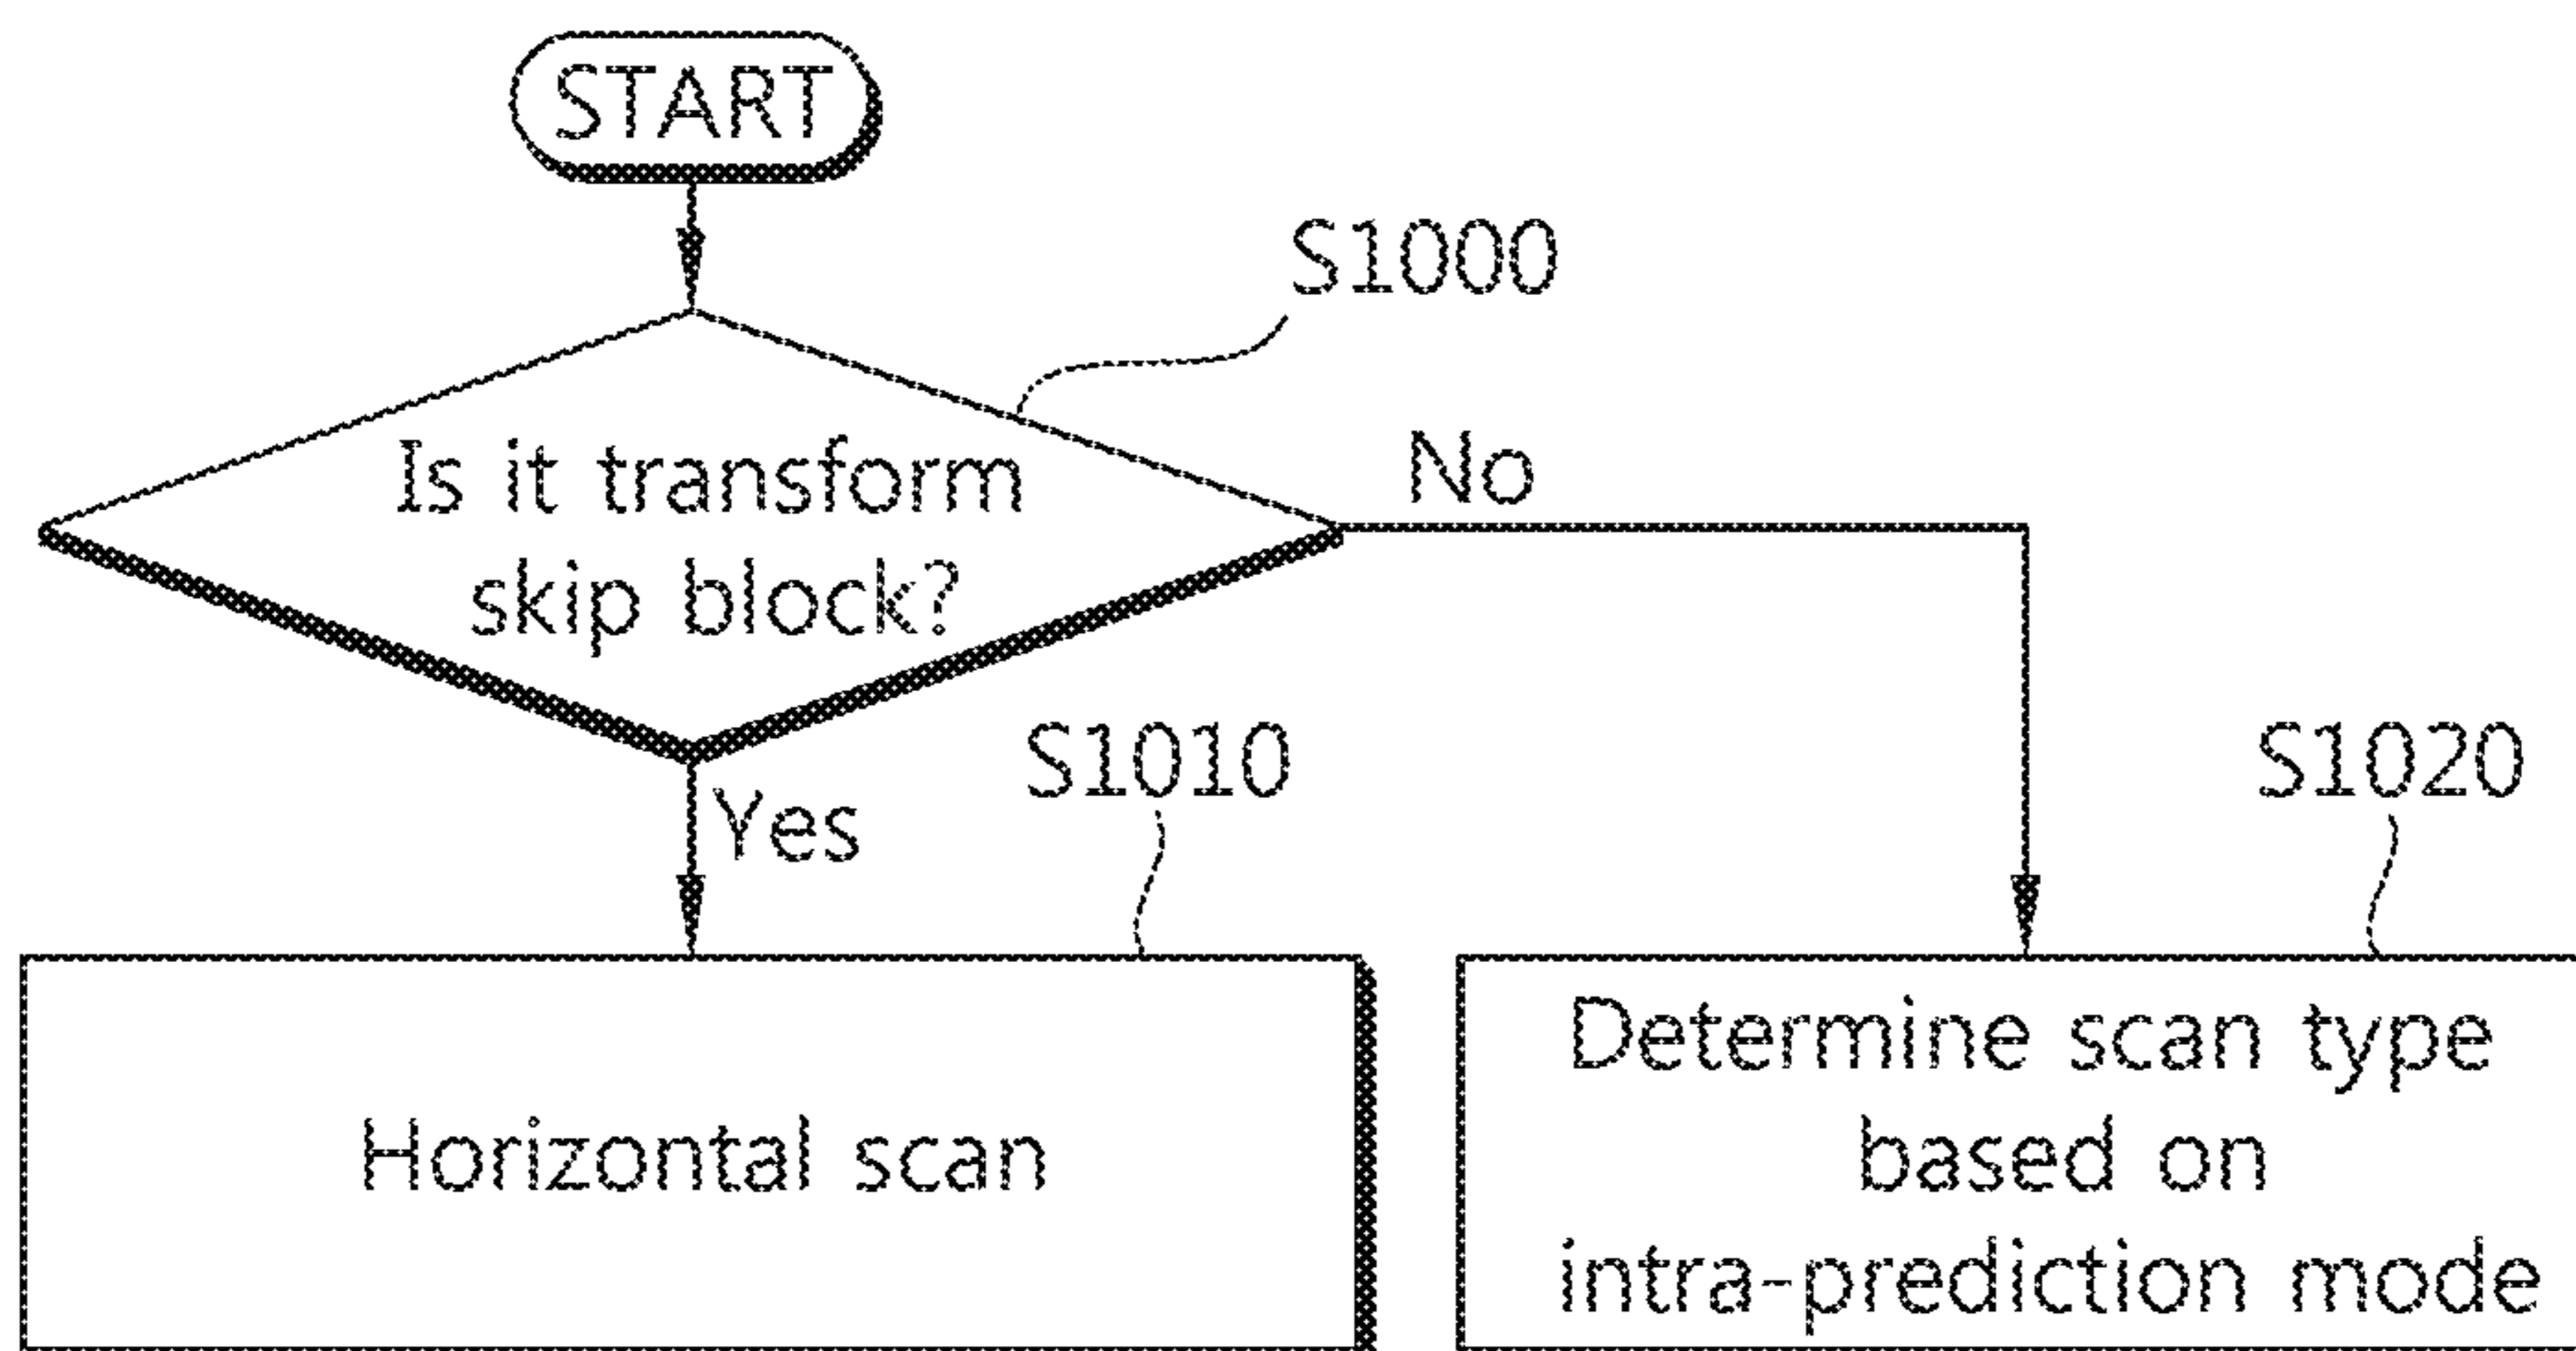 START
S1000
Is it transform
skip block?
No
Yes
S1010
S1020
Horizontal scan
Determine scan type
based on
intra-prediction mode